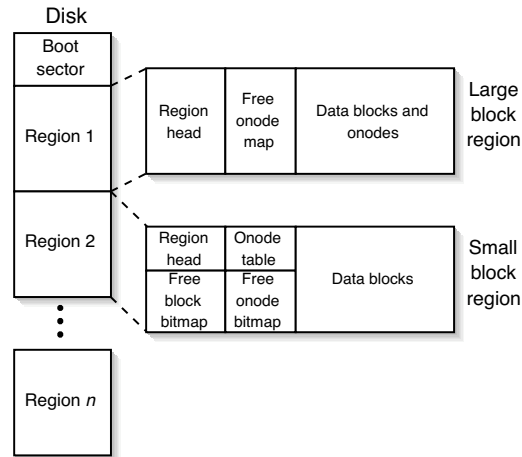 Disk
Boot
sector
Region 1
Region 2
Region n
Region
head
Free
onode
map
Data blocks and
onodes
Large
block
region
Region
head
Onode
table
Free
block
bitmap
Free
onode
bitmap
Data blocks
Small
block
region